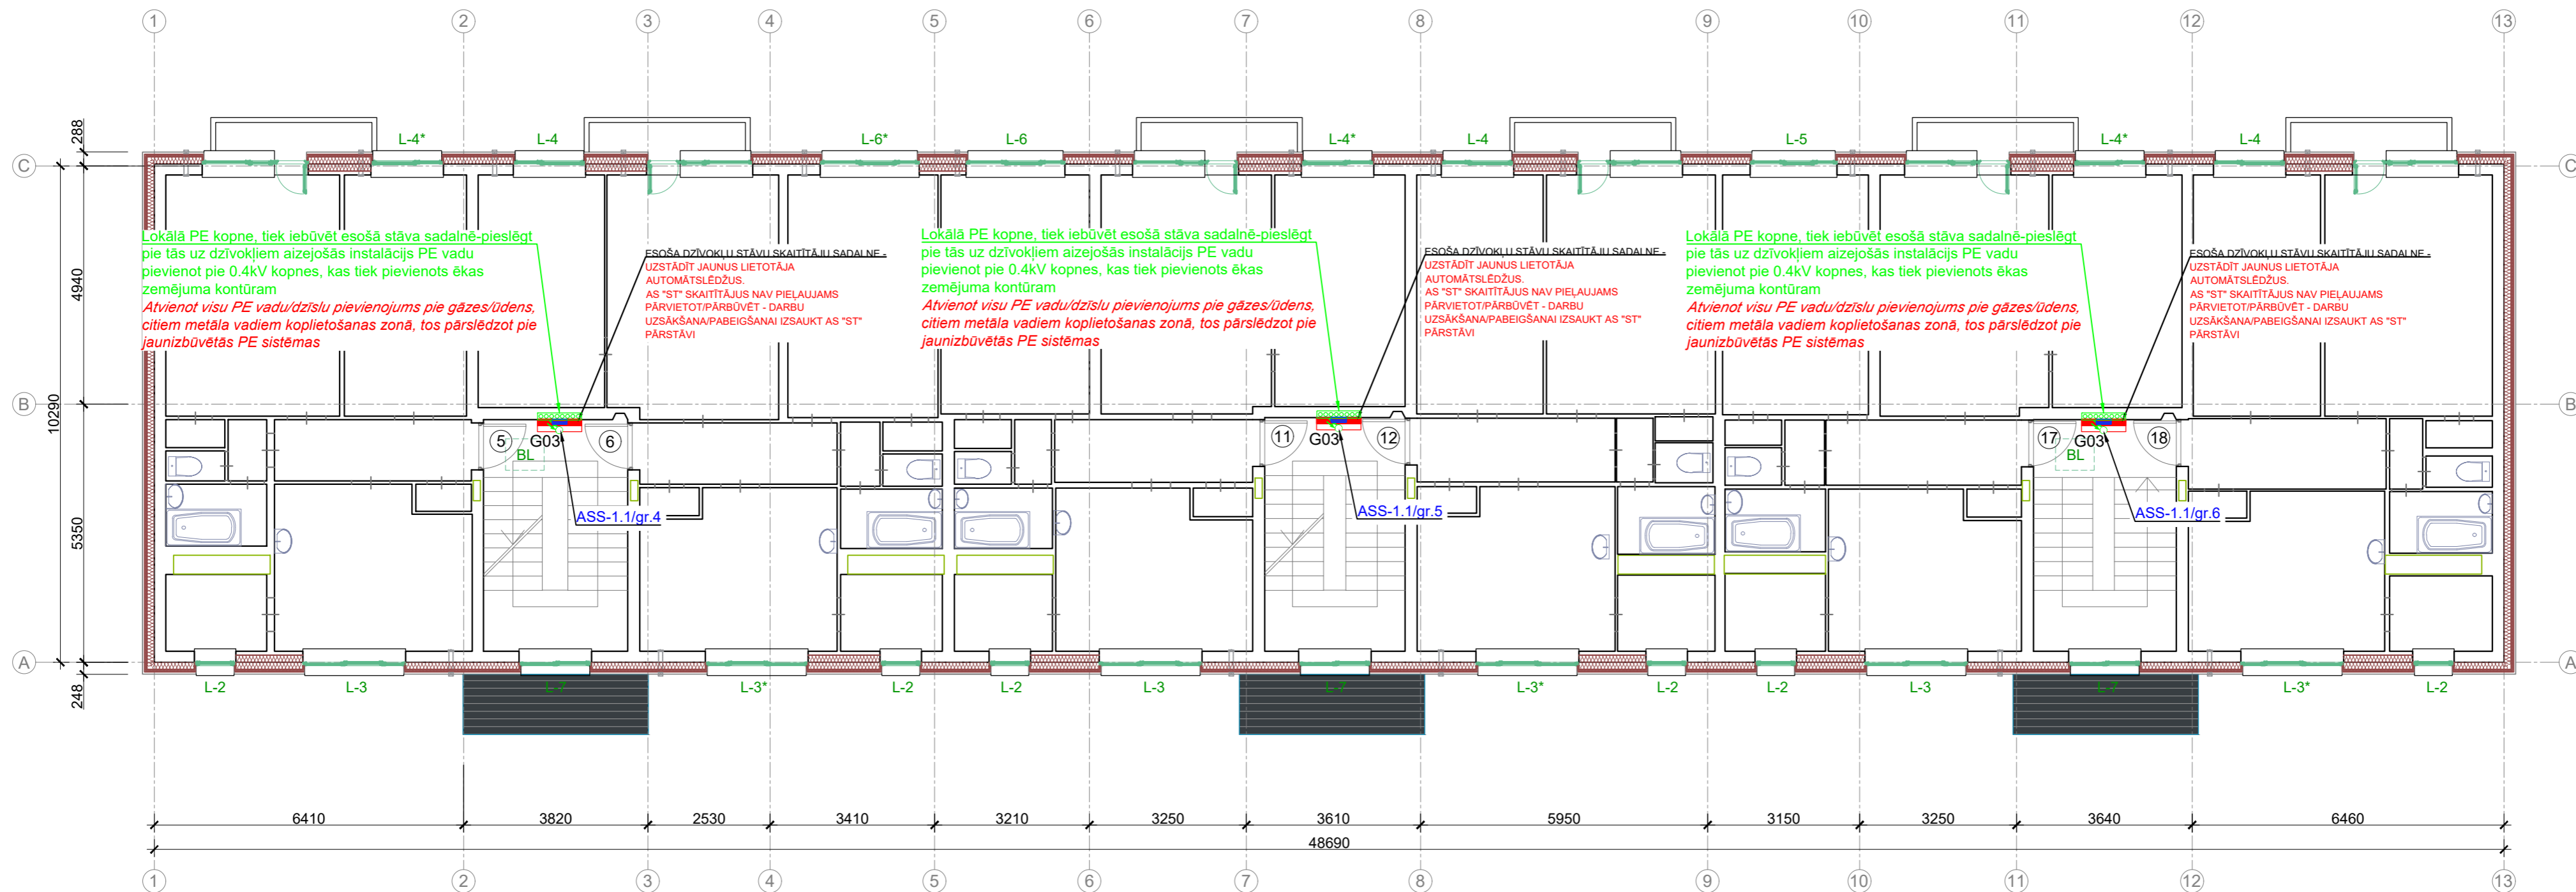 1 2 3 4 5 6 7 8 9 10 11 12 13
288
L-4* L-4 L-6* L-6 L-4* L-4 L-5 L-4* L-4
C C
Lokālā PE kopne, tiek iebūvēt esošā stāva sadalnē-pieslēgt
pie tās uz dzīvokļiem aizejošās instalācijs PE vadu
pievienot pie 0.4kV kopnes, kas tiek pievienots ēkas
zemējuma kontūram
Atvienot visu PE vadu/dzīslu pievienojums pie gāzes/ūdens,
citiem metāla vadiem koplietošanas zonā, tos pārslēdzot pie
jaunizbūvētās PE sistēmas
ESOŠA DZĪVOKĻU STĀVU SKAITĪTĀJU SADALNE -
UZSTĀDĪT JAUNUS LIETOTĀJA
AUTOMĀTSLĒDŽUS.
AS "ST" SKAITĪTĀJUS NAV PIEĻAUJAMS
PĀRVIETOT/PĀRBŪVĒT - DARBU
UZSĀKŠANA/PABEIGŠANAI IZSAUKT AS "ST"
PĀRSTĀVI
Lokālā PE kopne, tiek iebūvēt esošā stāva sadalnē-pieslēgt
pie tās uz dzīvokļiem aizejošās instalācijs PE vadu
pievienot pie 0.4kV kopnes, kas tiek pievienots ēkas
zemējuma kontūram
Atvienot visu PE vadu/dzīslu pievienojums pie gāzes/ūdens,
citiem metāla vadiem koplietošanas zonā, tos pārslēdzot pie
jaunizbūvētās PE sistēmas
ESOŠA DZĪVOKĻU STĀVU SKAITĪTĀJU SADALNE -
UZSTĀDĪT JAUNUS LIETOTĀJA
AUTOMĀTSLĒDŽUS.
AS "ST" SKAITĪTĀJUS NAV PIEĻAUJAMS
PĀRVIETOT/PĀRBŪVĒT - DARBU
UZSĀKŠANA/PABEIGŠANAI IZSAUKT AS "ST"
PĀRSTĀVI
Lokālā PE kopne, tiek iebūvēt esošā stāva sadalnē-pieslēgt
pie tās uz dzīvokļiem aizejošās instalācijs PE vadu
pievienot pie 0.4kV kopnes, kas tiek pievienots ēkas
zemējuma kontūram
Atvienot visu PE vadu/dzīslu pievienojums pie gāzes/ūdens,
citiem metāla vadiem koplietošanas zonā, tos pārslēdzot pie
jaunizbūvētās PE sistēmas
ESOŠA DZĪVOKĻU STĀVU SKAITĪTĀJU SADALNE -
UZSTĀDĪT JAUNUS LIETOTĀJA
AUTOMĀTSLĒDŽUS.
AS "ST" SKAITĪTĀJUS NAV PIEĻAUJAMS
PĀRVIETOT/PĀRBŪVĒT - DARBU
UZSĀKŠANA/PABEIGŠANAI IZSAUKT AS "ST"
PĀRSTĀVI
4940
B B
10290
5 G03 6 11 G03 12 17 G03 18
BL BL
5350
ASS-1.1/gr.4 ASS-1.1/gr.5 ASS-1.1/gr.6
A A
248
L-2 L-3 L-7 L-3* L-2 L-2 L-3 L-7 L-3* L-2 L-2 L-3 L-7 L-3* L-2
6410 3820 2530 3410 3210 3250 3610 5950 3150 3250 3640 6460
48690
1 2 3 4 5 6 7 8 9 10 11 12 13